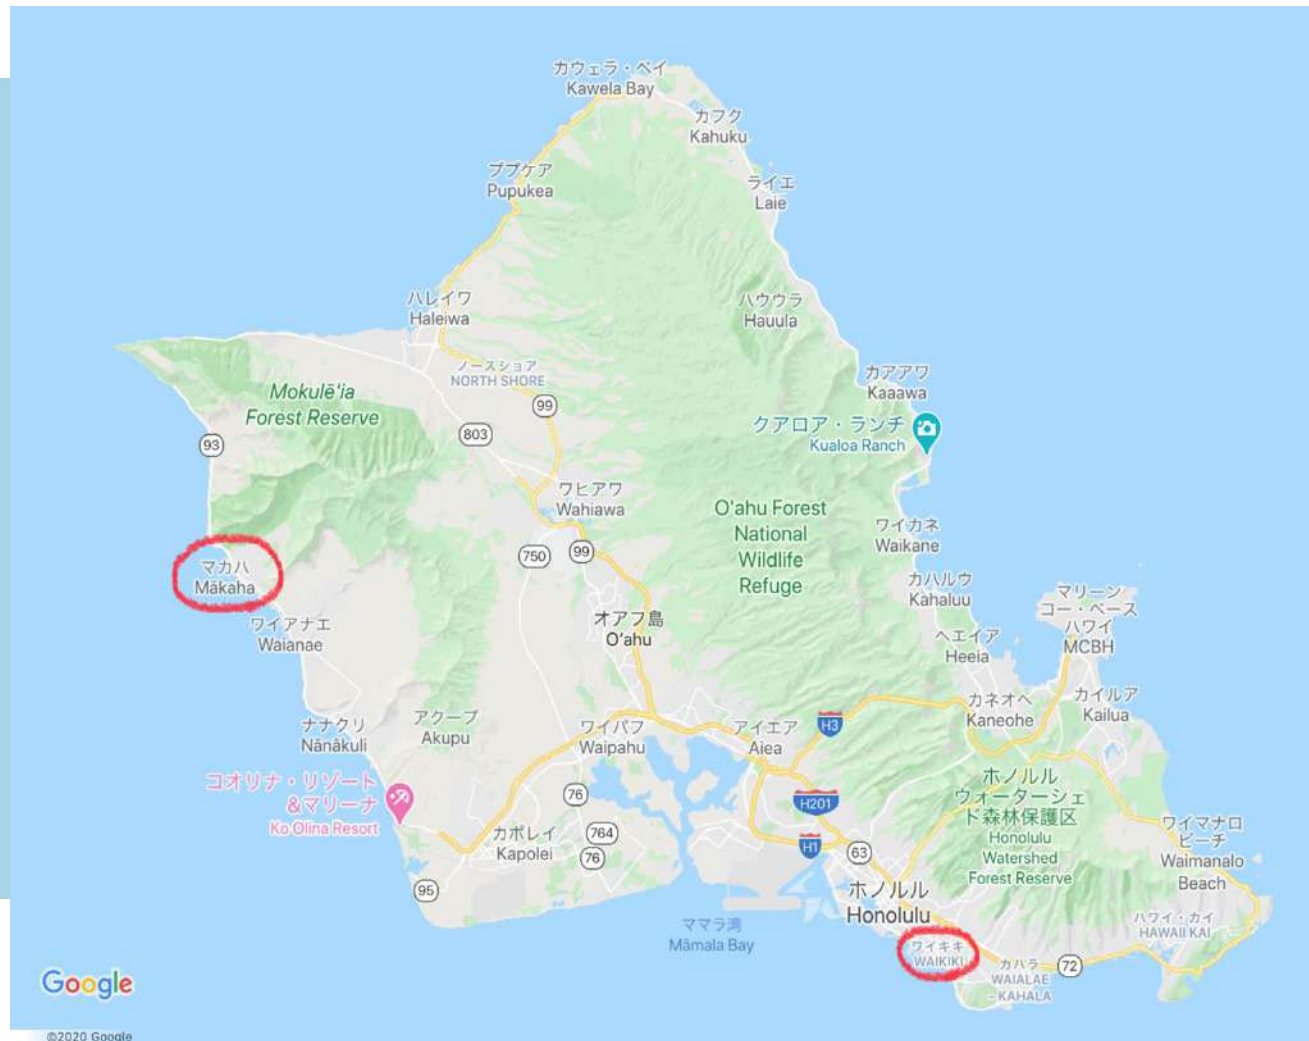 カウェラ・ベイ
Kawela Bay
カフク
Kahuku
ププケア
Pupukea
ライエ
Laie
ハレイワ
Haleiwa
ハウウラ
Hauula
ノースショア
NORTH SHORE
カアアワ
Kaaawa
Mokulē'ia
Forest Reserve
99
803
93
クアロア・ランチ
Kualoa Ranch
ワヒアワ
Wahiawa
O'ahu Forest
National
Wildlife
Refuge
ワイカネ
Waikane
750
99
マカハ
Mākaha
カハルウ
Kahaluu
マリーン
コー・ベース
ハワイ
MCBH
ワイアナエ
Waianae
オアフ島
O'ahu
ヘエイア
Heeia
カネオヘ
Kaneohe
カイルア
Kailua
ナナクリ
Nānākuli
アクープ
Akupu
ワイパフ
Waipahu
アイエア
Aiea
H3
コオリナ・リゾート
&マリーナ
Ko Olina Resort
76
H201
ホノルル
ウォーターシェ
ド森林保護区
Honolulu
Watershed
Forest Reserve
カポレイ
Kapolei
764
76
H1
63
ワイマナロ
ビーチ
Waimanalo
Beach
95
ホノルル
Honolulu
ママラ湾
Māmala Bay
ハワイ・カイ
HAWAII KAI
ワイキキ
WAIKIKI
カハラ
WAIALAE
- KAHALA
72
Google
©2020 Google